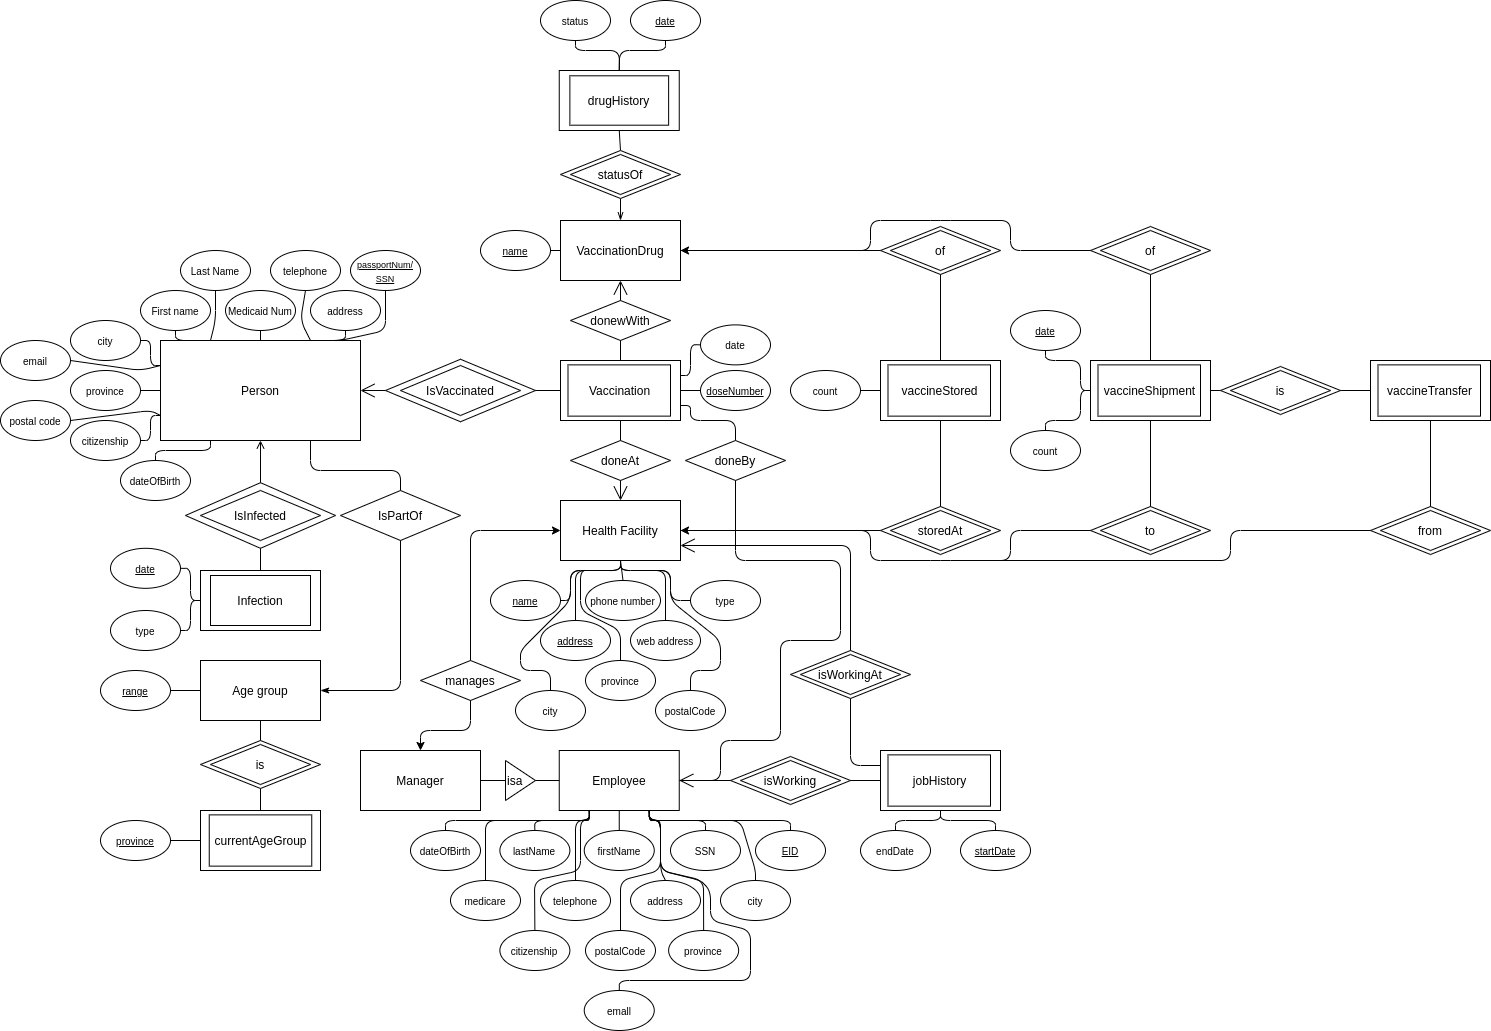 status
date
drugHistory
statusOf
name
VaccinationDrug
of
of
Last Name
telephone
passportNum/
SSN
First name
Medicaid Num
address
city
email
province
postal code
citizenship
dateOfBirth
Person
donewWith
date
doseNumber
IsVaccinated
Vaccination
count
vaccineStored
date
count
vaccineShipment
is
vaccineTransfer
doneAt
doneBy
IsInfected
IsPartOf
Health Facility
storedAt
to
from
date
type
Infection
name
phone number
type
address
web address
province
city
postalCode
manages
isWorkingAt
range
Age group
is
province
currentAgeGroup
Manager
isa
Employee
isWorking
jobHistory
dateOfBirth
lastName
firstName
SSN
EID
endDate
startDate
medicare
telephone
address
city
citizenship
postalCode
province
emall